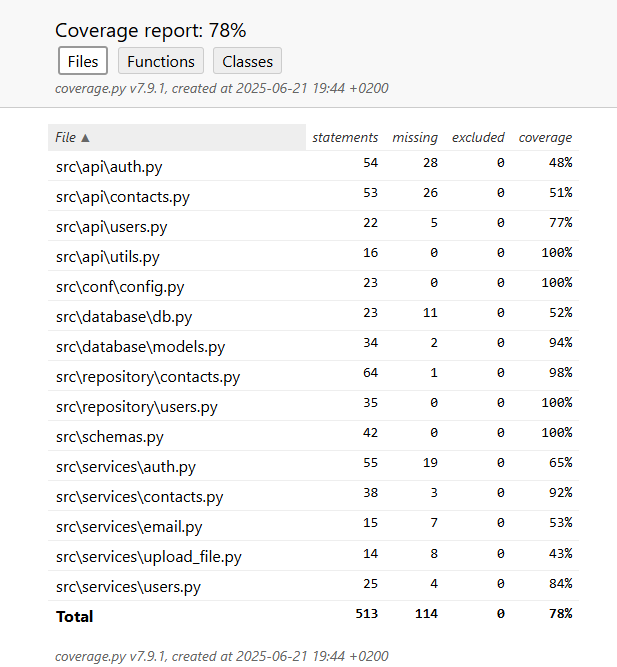 Coverage report: 78%
Files Functions Classes
coverage.py v7.9.1, created at 2025-06-21 19:44 +0200
File ▲ statements missing excluded coverage
src\api\auth.py 54 28 0 48%
src\api\contacts.py 53 26 0 51%
src\api\users.py 22 5 0 77%
src\api\utils.py 16 0 0 100%
src\conf\config.py 23 0 0 100%
src\database\db.py 23 11 0 52%
src\database\models.py 34 2 0 94%
src\repository\contacts.py 64 1 0 98%
src\repository\users.py 35 0 0 100%
src\schemas.py 42 0 0 100%
src\services\auth.py 55 19 0 65%
src\services\contacts.py 38 3 0 92%
src\services\email.py 15 7 0 53%
src\services\upload_file.py 14 8 0 43%
src\services\users.py 25 4 0 84%
Total 513 114 0 78%
coverage.py v7.9.1, created at 2025-06-21 19:44 +0200